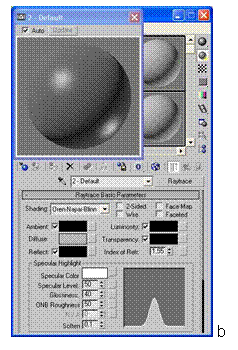 2 - Default
Auto Update
2 - Default Raytrace
Raytrace Basic Parameters
Shading: Oren-Nayar-Blinn 2-Sided Face Map
Wire Faceted
Ambient: Luminosity:
Diffuse: Transparency:
Reflect: Index of Refr: 1.55
Specular Highlight
Specular Color:
Specular Level: 50
Glossiness: 40
ONB Roughness 50
Soften 0.1
b